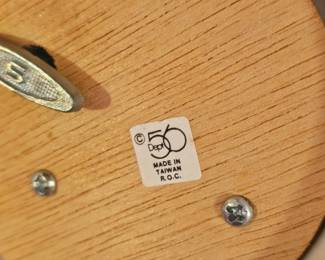 S
© Dept 56
MADE IN
TAIWAN
R.O.C.